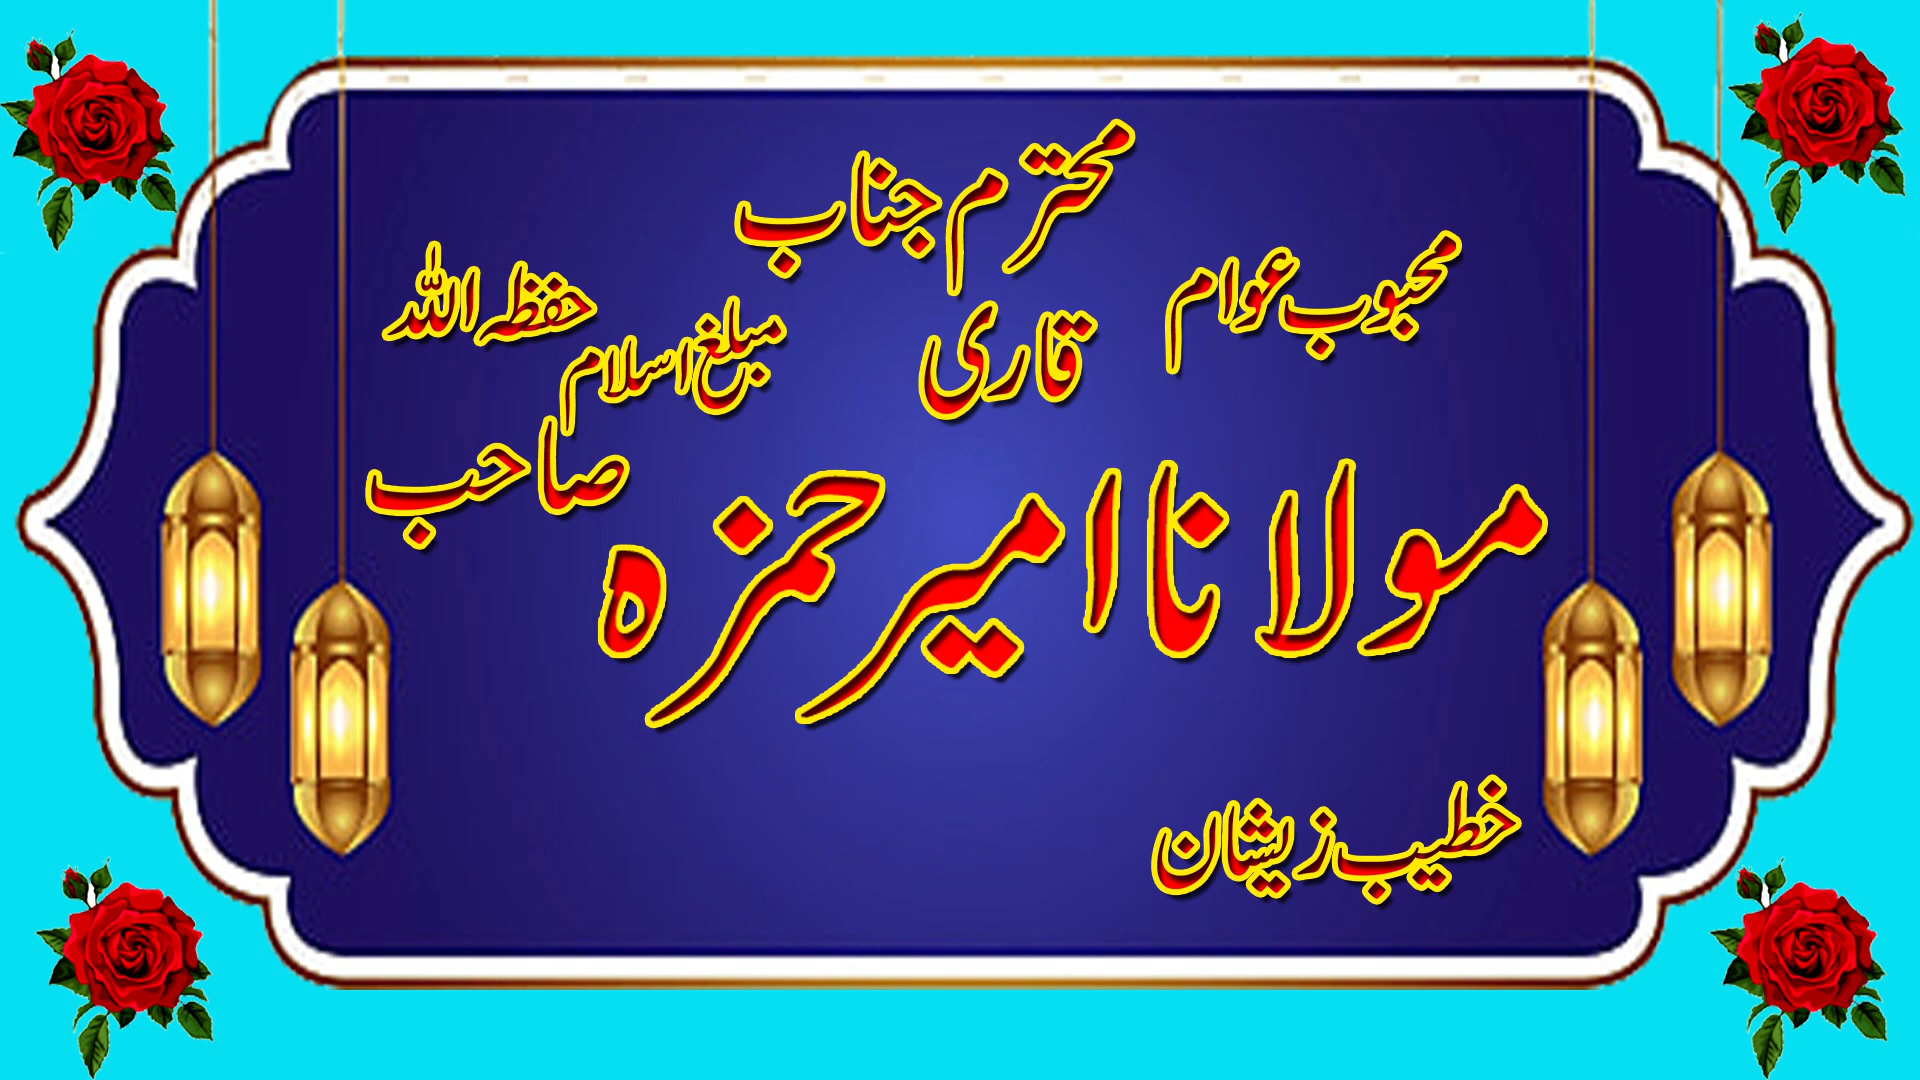 محترم جناب
محبوب عوام
قاری
مبلغ اسلام
حفظہ اللہ
مولانا امیر حمزہ
صاحب
خطیب زیشان